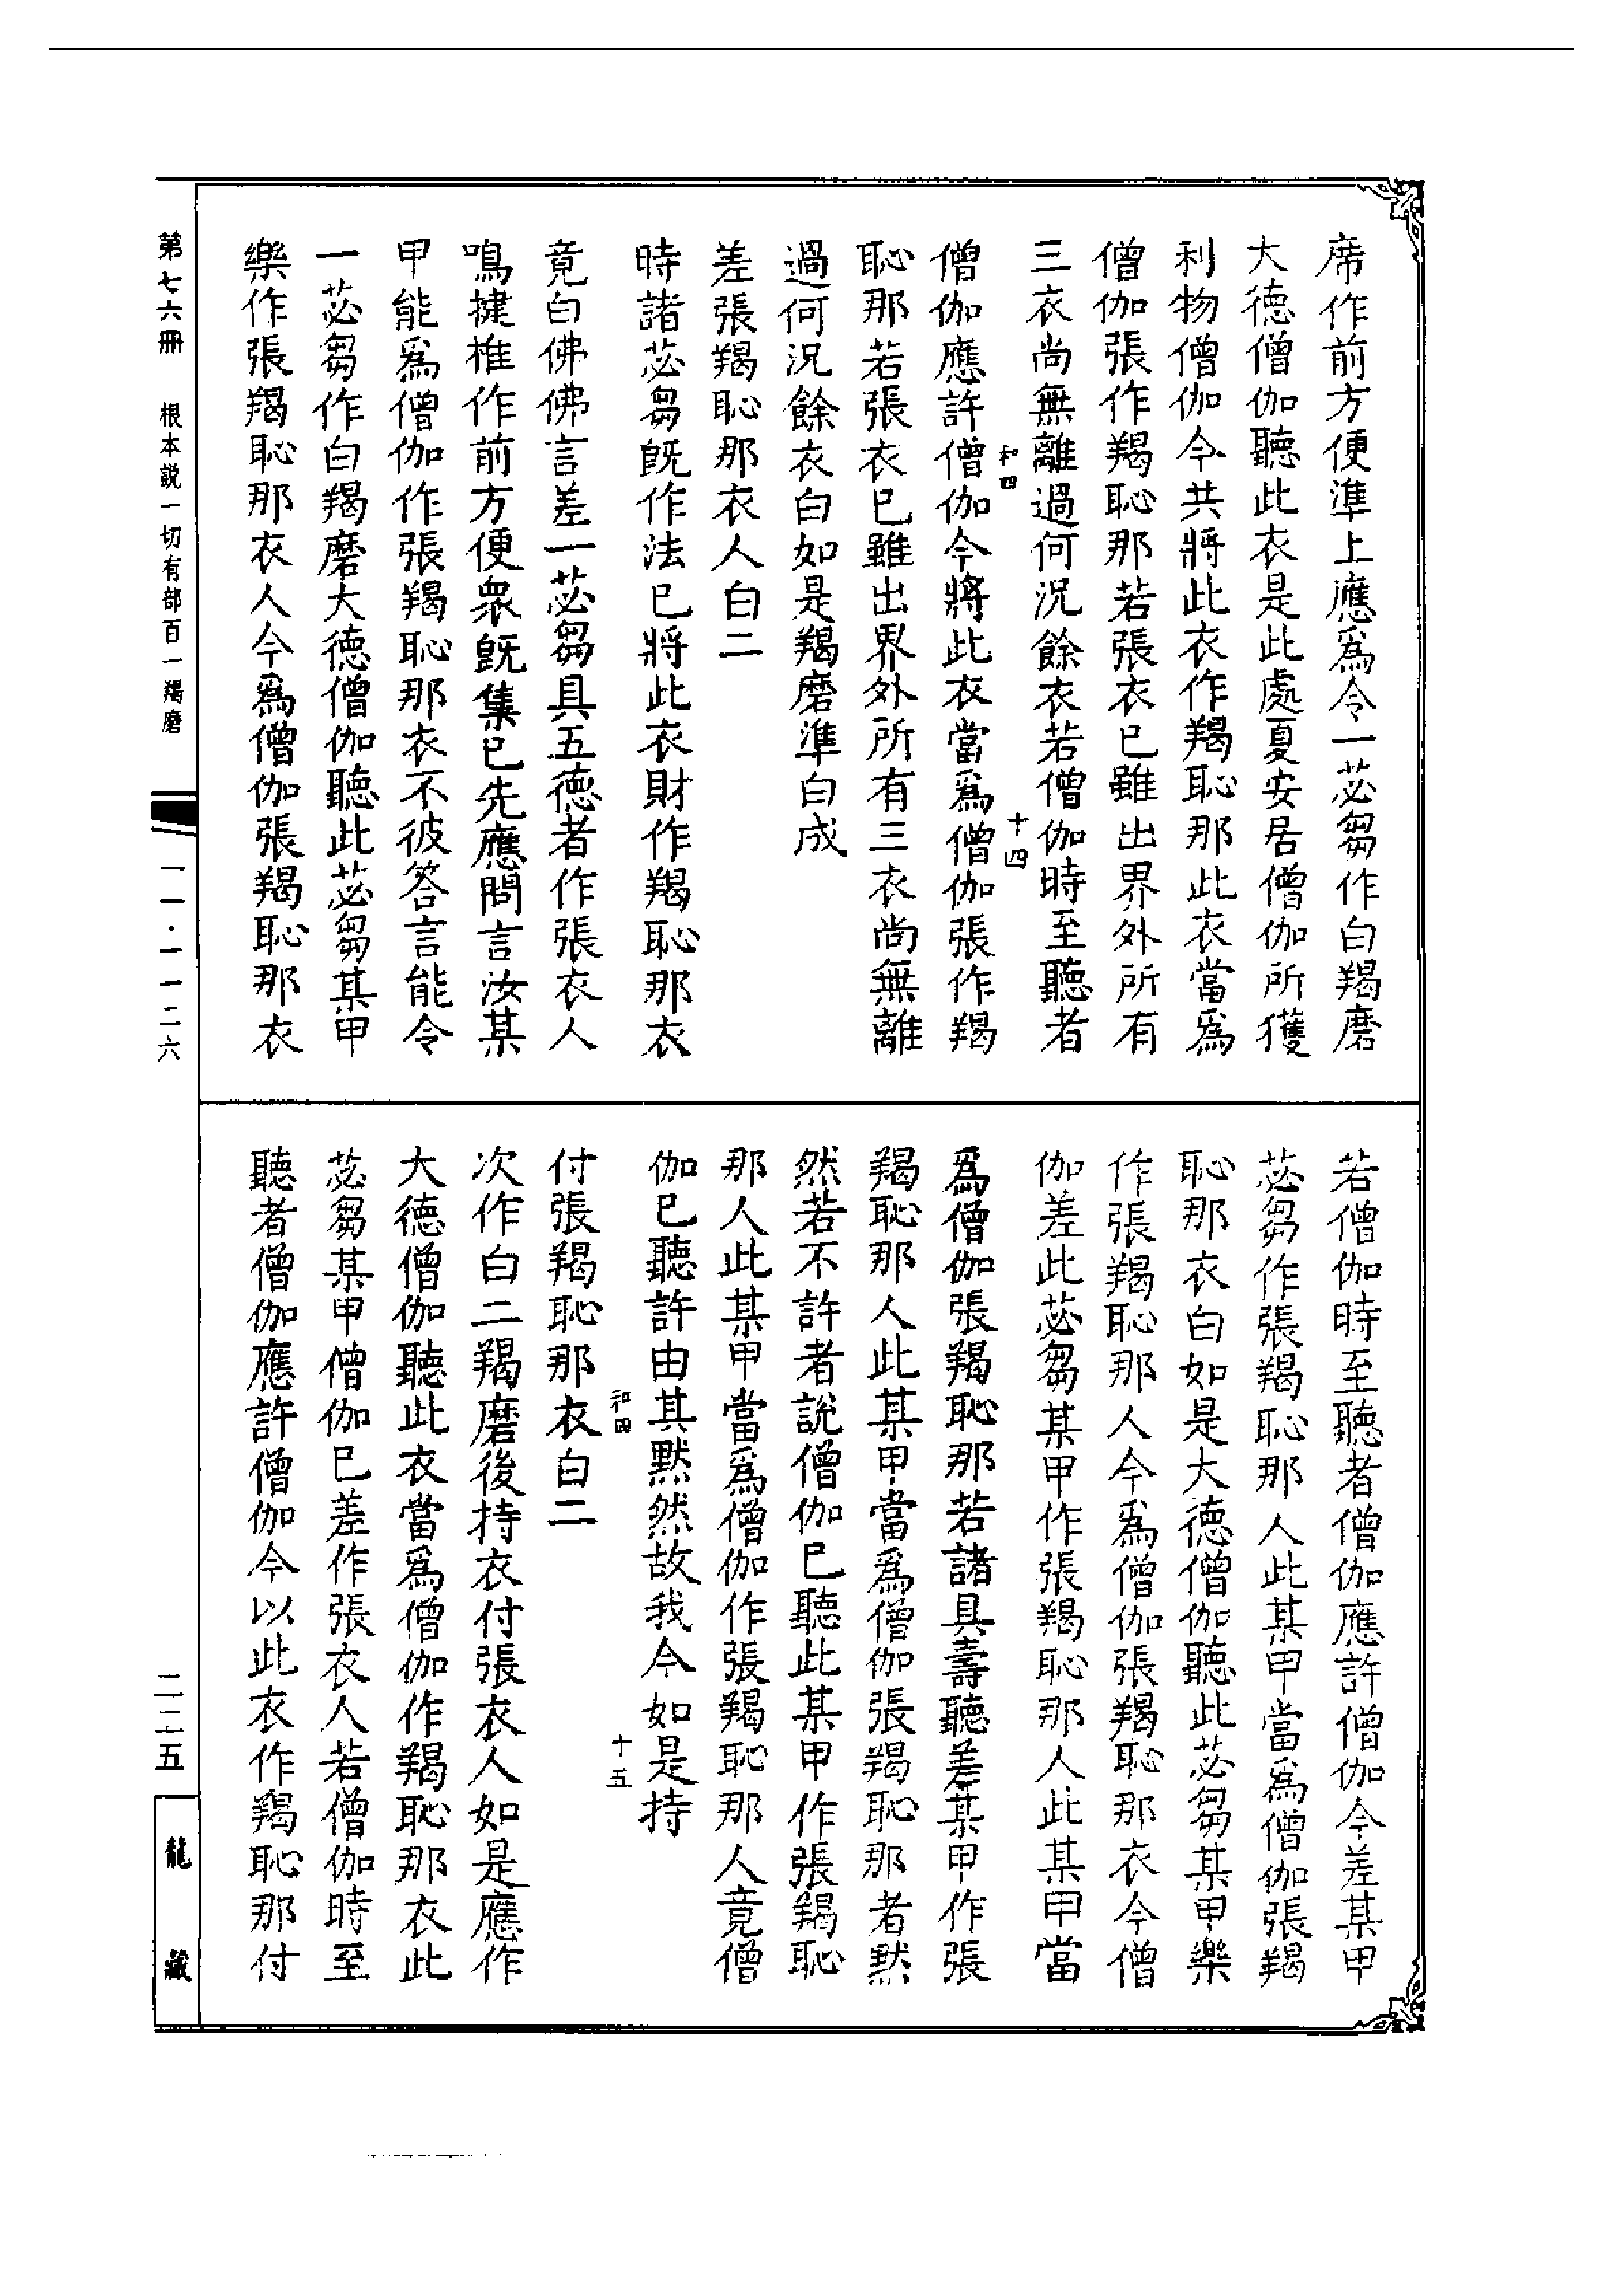 席作前方便準上應爲令一苾芻作白羯磨
大德僧伽聽此衣是此處夏安居僧伽所獲
利物僧伽今共將此衣作羯恥那此衣當爲
僧伽張作羯恥那若張衣已雖出界外所有
三衣尚無離過何況餘衣若僧伽時至聽者
和四
十四
僧伽應許僧伽今將此衣當爲僧伽張作羯
恥那若張衣已雖出界外所有三衣尚無離
過何況餘衣白如是羯磨準白成
差張羯恥那衣人白二
時諸苾芻既作法已將此衣財作羯恥那衣
竟白佛佛言差一苾芻具五德者作張衣人
鳴揵椎作前方便衆既集已先應問言汝某
甲能爲僧伽作張羯恥那衣不彼答言能令
一苾芻作白羯磨大德僧伽聽此苾芻某甲
樂作張羯恥那衣人今爲僧伽張羯恥那衣
若僧伽時至聽者僧伽應許僧伽今差某甲
苾芻作張羯恥那人此某甲當爲僧伽張羯
恥那衣白如是大德僧伽聽此苾芻某甲樂
作張羯恥那人今爲僧伽張羯恥那衣今僧
伽差此苾芻某甲作張羯恥那人此某甲當
爲僧伽張羯恥那若諸具壽聽差某甲作張
羯恥那人此某甲當爲僧伽張羯恥那者默
然若不許者說僧伽已聽此某甲作張羯恥
那人此某甲當爲僧伽作張羯恥那人竟僧
伽已聽許由其默然故我今如是持
和四
十五
付張羯恥那衣白二
次作白二羯磨後持衣付張衣人如是應作
大德僧伽聽此衣當爲僧伽作羯恥那衣此
苾芻某甲僧伽已差作張衣人若僧伽時至
聽者僧伽應許僧伽今以此衣作羯恥那付
第七六冊 根本說一切有部百一羯磨
一一·一一二六
二二五
龍藏